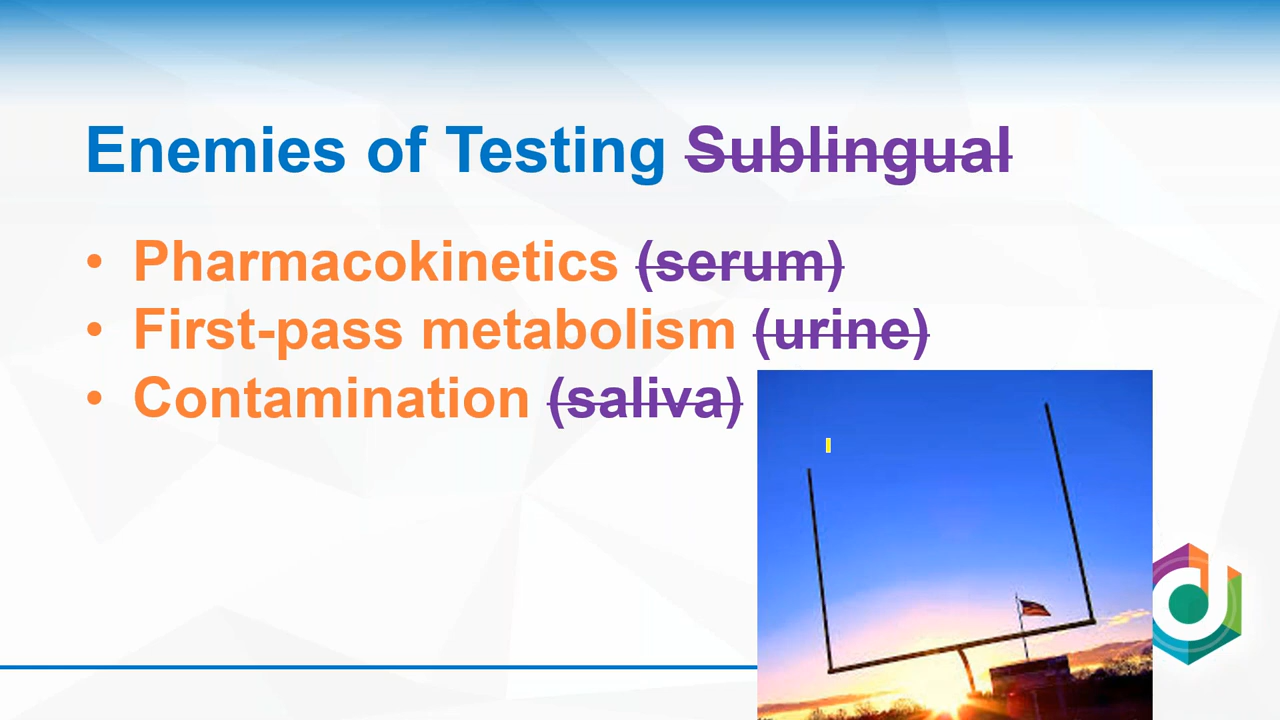 Enemies of Testing Sublingual
• Pharmacokinetics (serum)
• First-pass metabolism (urine)
• Contamination (saliva)